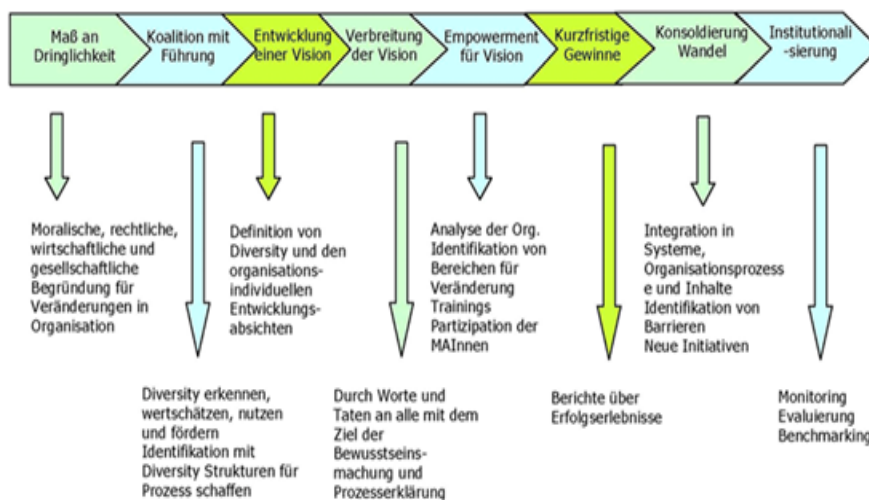 Maß an
Dringlichkeit
Koalition mit
Führung
Entwicklung
einer Vision
Verbreitung
der Vision
Empowerment
für Vision
Kurzfristige
Gewinne
Konsoldierung
Wandel
Institutionali
-sierung
Moralische, rechtliche,
wirtschaftliche und
gesellschaftliche
Begründung für
Veränderungen in
Organisation
Definition von
Diversity und den
organisations-
individuellen
Entwicklungs-
absichten
Analyse der Org.
Identifikation von
Bereichen für
Veränderung
Trainings
Partizipation der
MAInnen
Integration in
Systeme,
Organisationsprozess
e und Inhalte
Identifikation von
Barrieren
Neue Initiativen
Diversity erkennen,
wertschätzen, nutzen
und fördern
Identifikation mit
Diversity Strukturen für
Prozess schaffen
Durch Worte und
Taten an alle mit dem
Ziel der
Bewusstseins-
machung und
Prozesserklärung
Berichte über
Erfolgserlebnisse
Monitoring
Evaluierung
Benchmarking